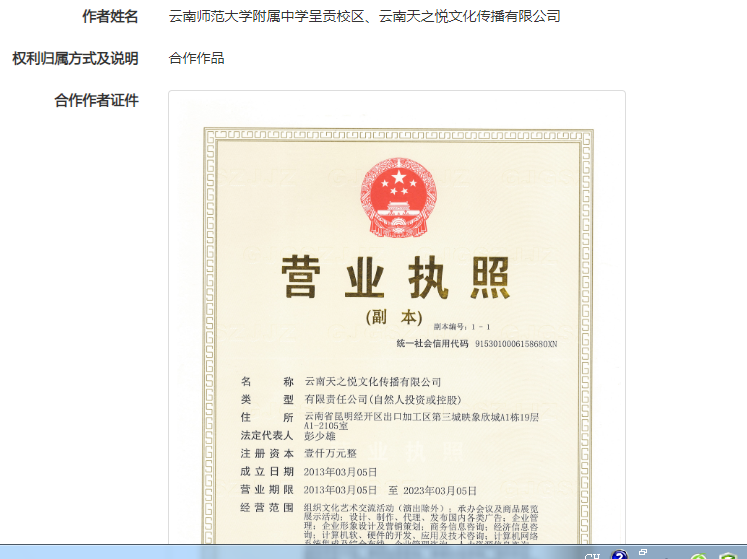 作者姓名 云南师范大学附属中学呈贡校区、云南天之悦文化传播有限公司
权利归属方式及说明 合作作品
合作作者证件
营业执照
(副 本) 副本编号：1 - 1
统一社会信用代码 9153010006158680XN
名 称 云南天之悦文化传播有限公司
类 型 有限责任公司(自然人投资或控股)
住 所 云南省昆明经开区出口加工区第三城映象欣城A1栋19层
A1-2105室
法定代表人 彭少雄
注 册 资 本 壹仟万元整
成 立 日 期 2013年03月05日
营 业 期 限 2013年03月05日 至 2023年03月05日
经 营 范 围 组织文化艺术交流活动（演出除外）；承办会议及商品展览
展示活动；设计、制作、代理、发布国内各类广告；企业管
理；企业形象设计及营销策划；商务信息咨询；经济信息咨
询；计算机软、硬件的开发、应用及技术咨询；计算机网络
CH